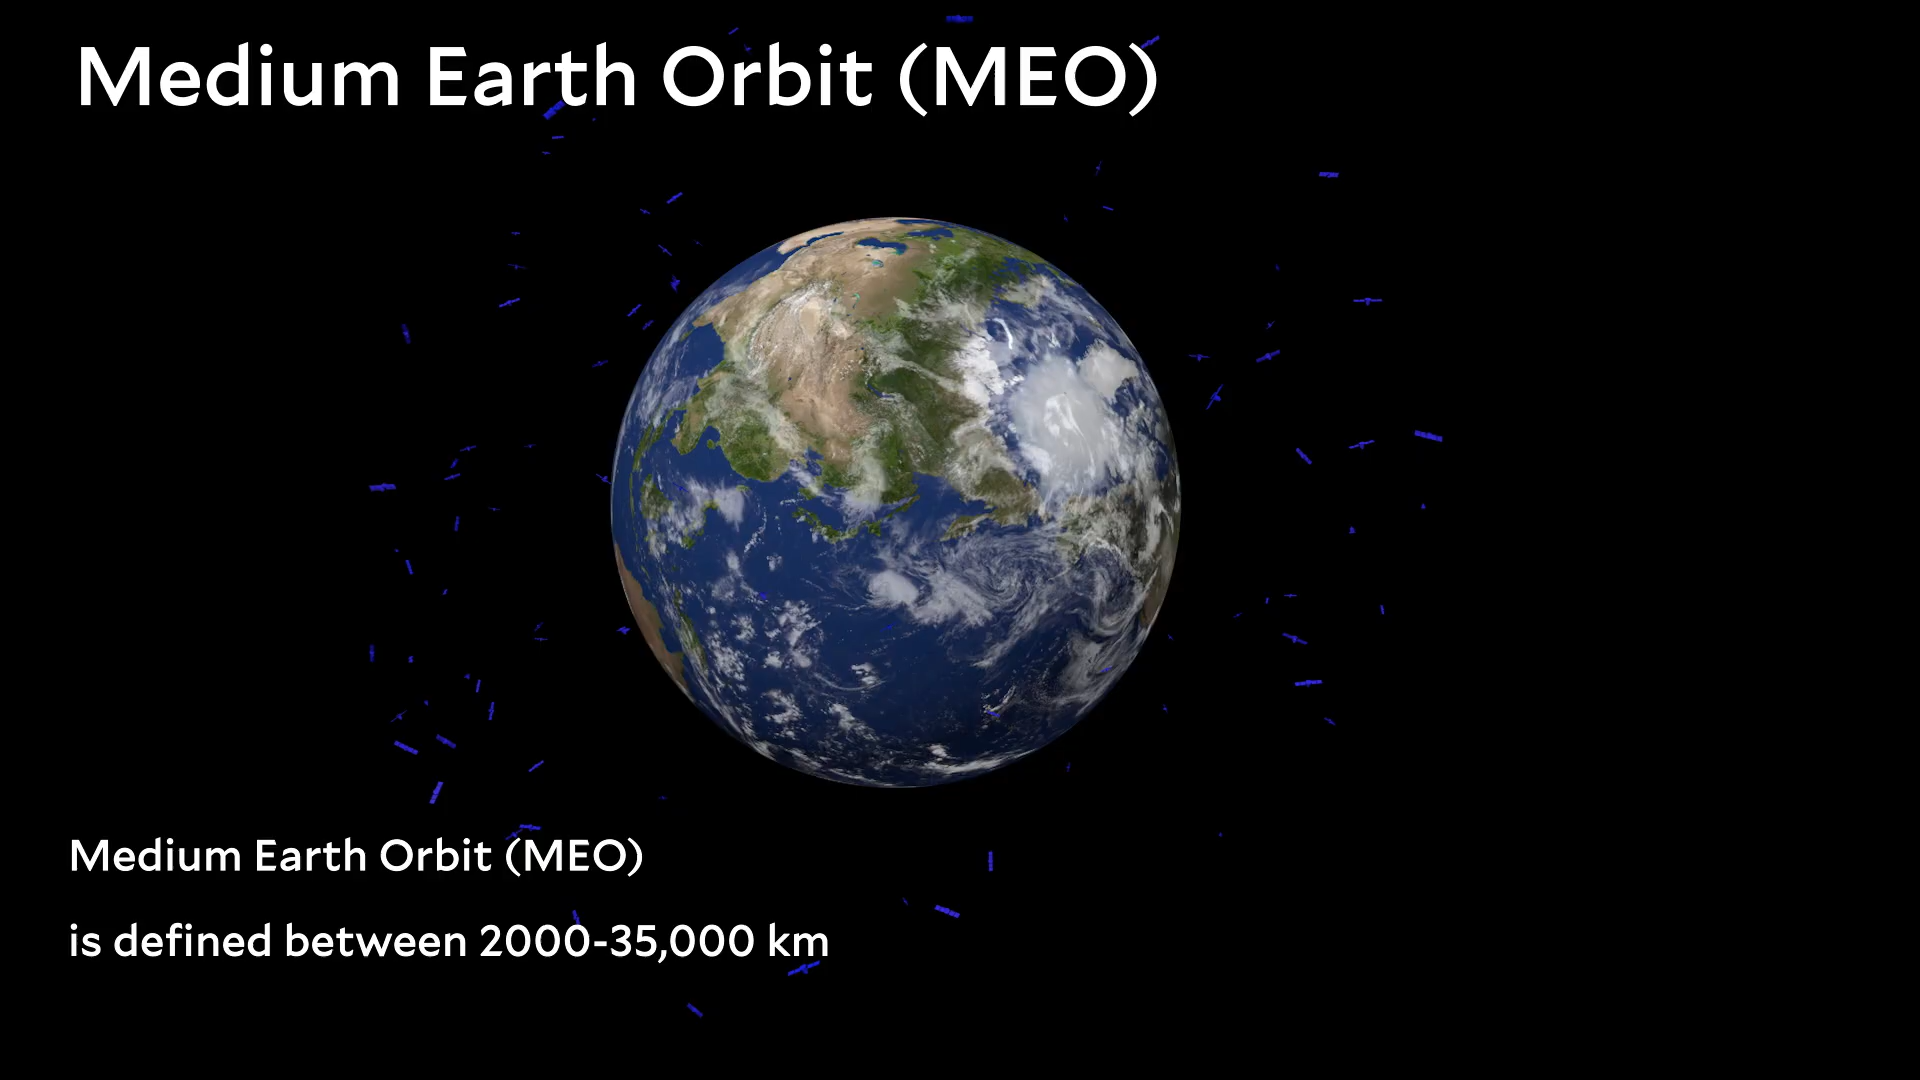 Medium Earth Orbit (MEO)
Medium Earth Orbit (MEO)
is defined between 2000-35,000 km